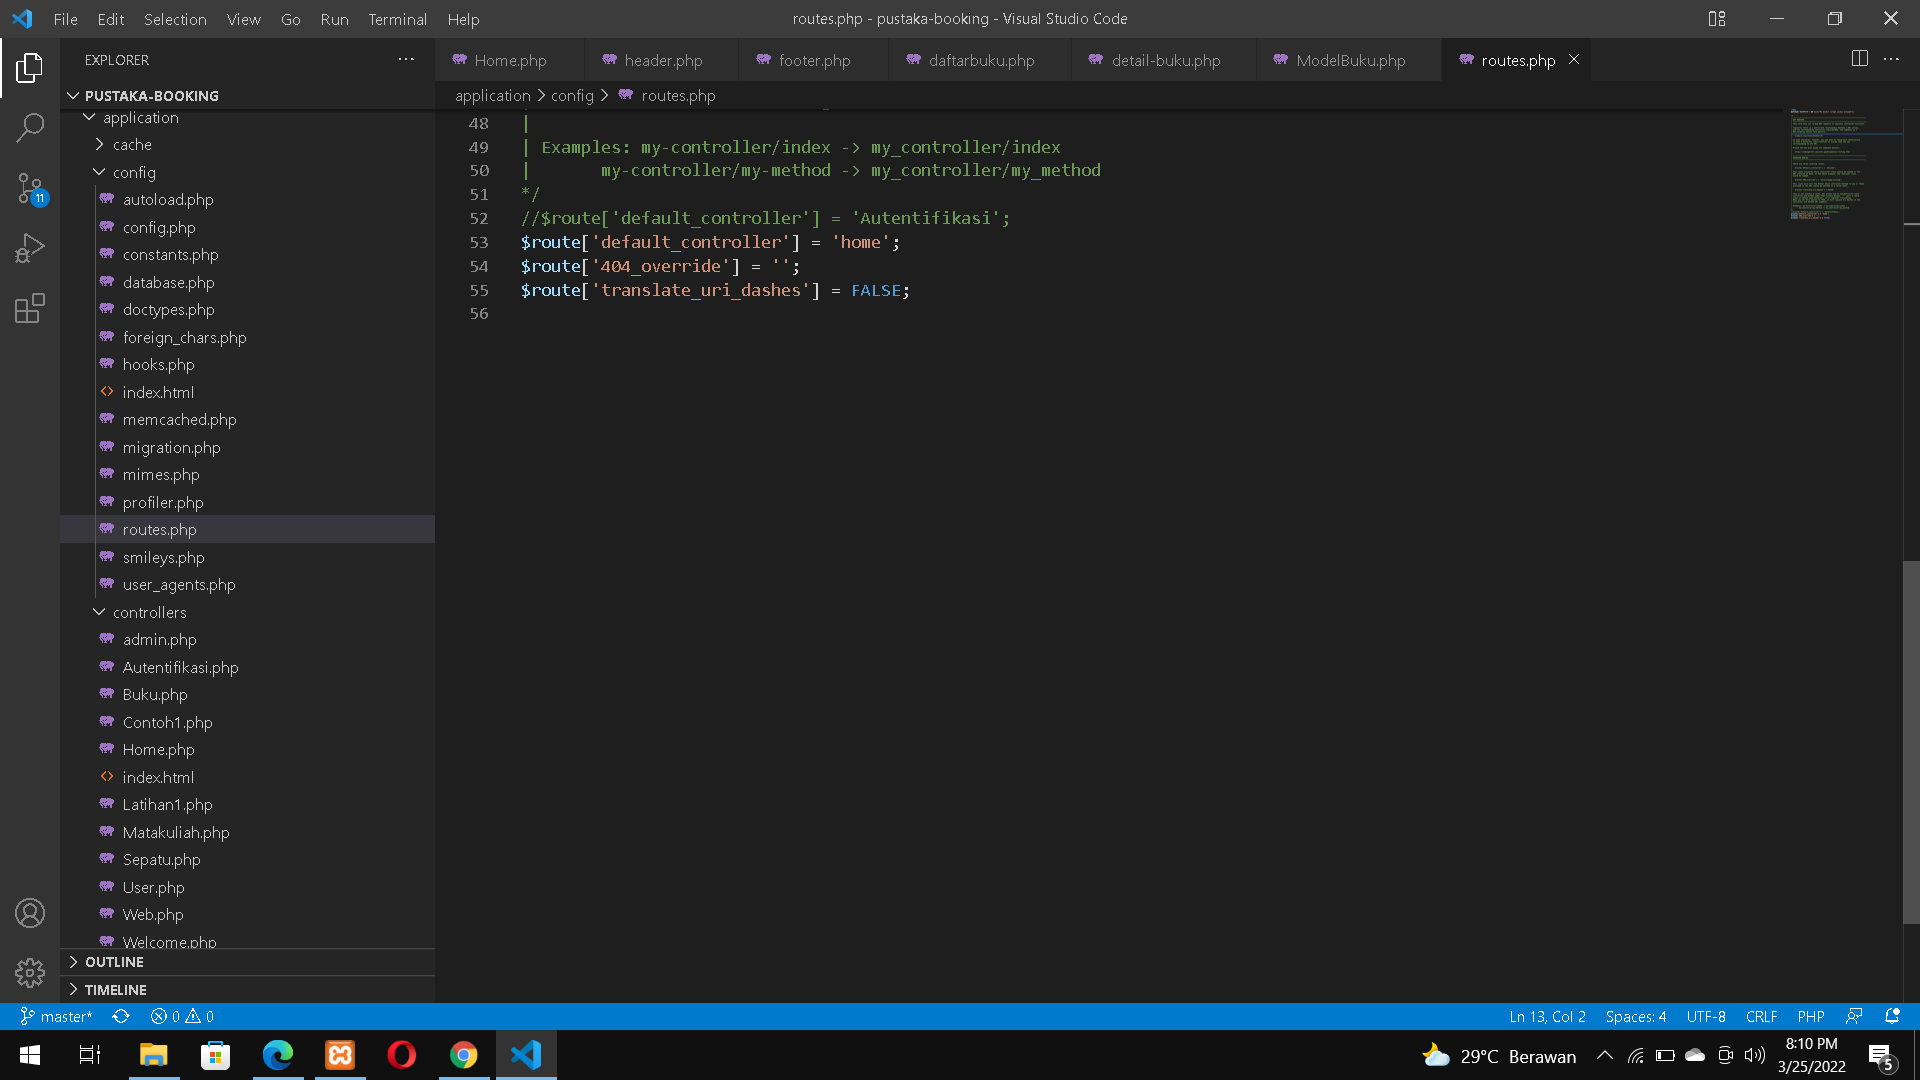 File Edit Selection View Go Run Terminal Help
routes.php - pustaka-booking - Visual Studio Code
EXPLORER
Home.php header.php footer.php daftarbuku.php detail-buku.php ModelBuku.php routes.php
PUSTAKA-BOOKING
application > config > routes.php
application
cache
config
autoload.php
config.php
constants.php
database.php
doctypes.php
foreign_chars.php
hooks.php
index.html
memcached.php
migration.php
mimes.php
profiler.php
routes.php
smileys.php
user_agents.php
controllers
admin.php
Autentifikasi.php
Buku.php
Contoh1.php
Home.php
index.html
Latihan1.php
Matakuliah.php
Sepatu.php
User.php
Web.php
Welcome.php
OUTLINE
TIMELINE
48 |
49 | Examples: my-controller/index -> my_controller/index
50 | my-controller/my-method -> my_controller/my_method
51 */
52 //$route['default_controller'] = 'Autentifikasi';
53 $route['default_controller'] = 'home';
54 $route['404_override'] = '';
55 $route['translate_uri_dashes'] = FALSE;
56
11
master* 0 0
Ln 13, Col 2 Spaces: 4 UTF-8 CRLF PHP
29°C Berawan
8:10 PM
3/25/2022
5